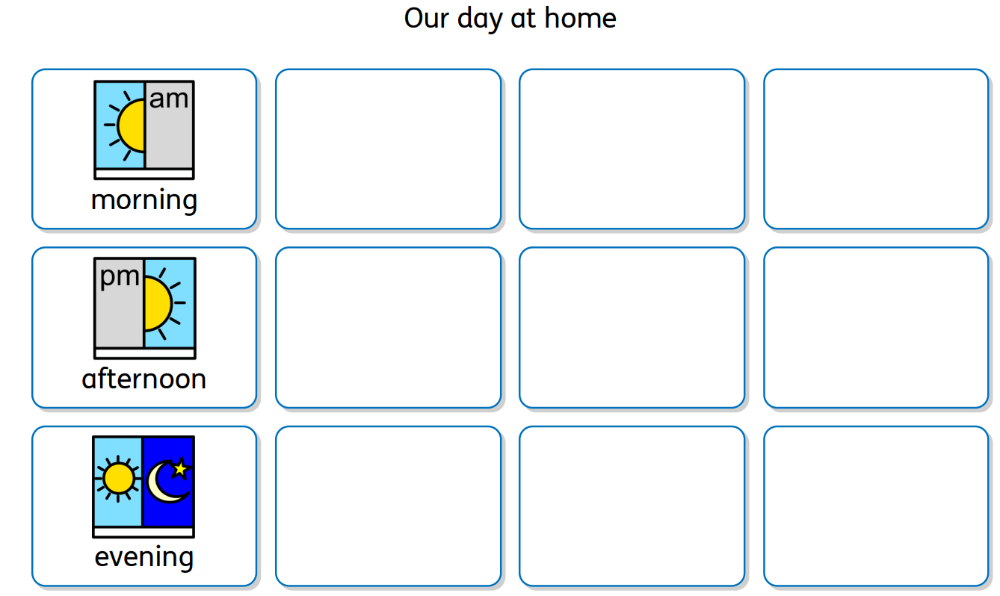 Our day at home
am
morning
pm
afternoon
evening